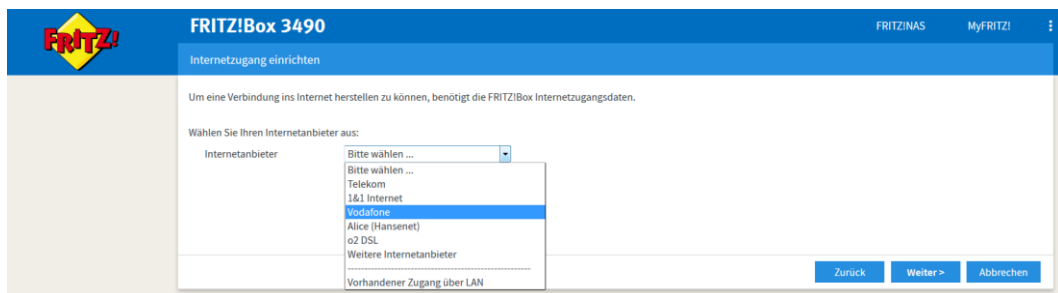 FRITZ!
FRITZ!Box 3490
FRITZ!NAS
MyFRITZ!
Internetzugang einrichten
Um eine Verbindung ins Internet herstellen zu können, benötigt die FRITZ!Box Internetzugangsdaten.
Wählen Sie Ihren Internetanbieter aus:
Internetanbieter
Bitte wählen ...
Bitte wählen ...
Telekom
1&1 Internet
Vodafone
Alice (Hansenet)
o2 DSL
Weitere Internetanbieter
--------------------------------------------------------
Vorhandener Zugang über LAN
Zurück
Weiter >
Abbrechen